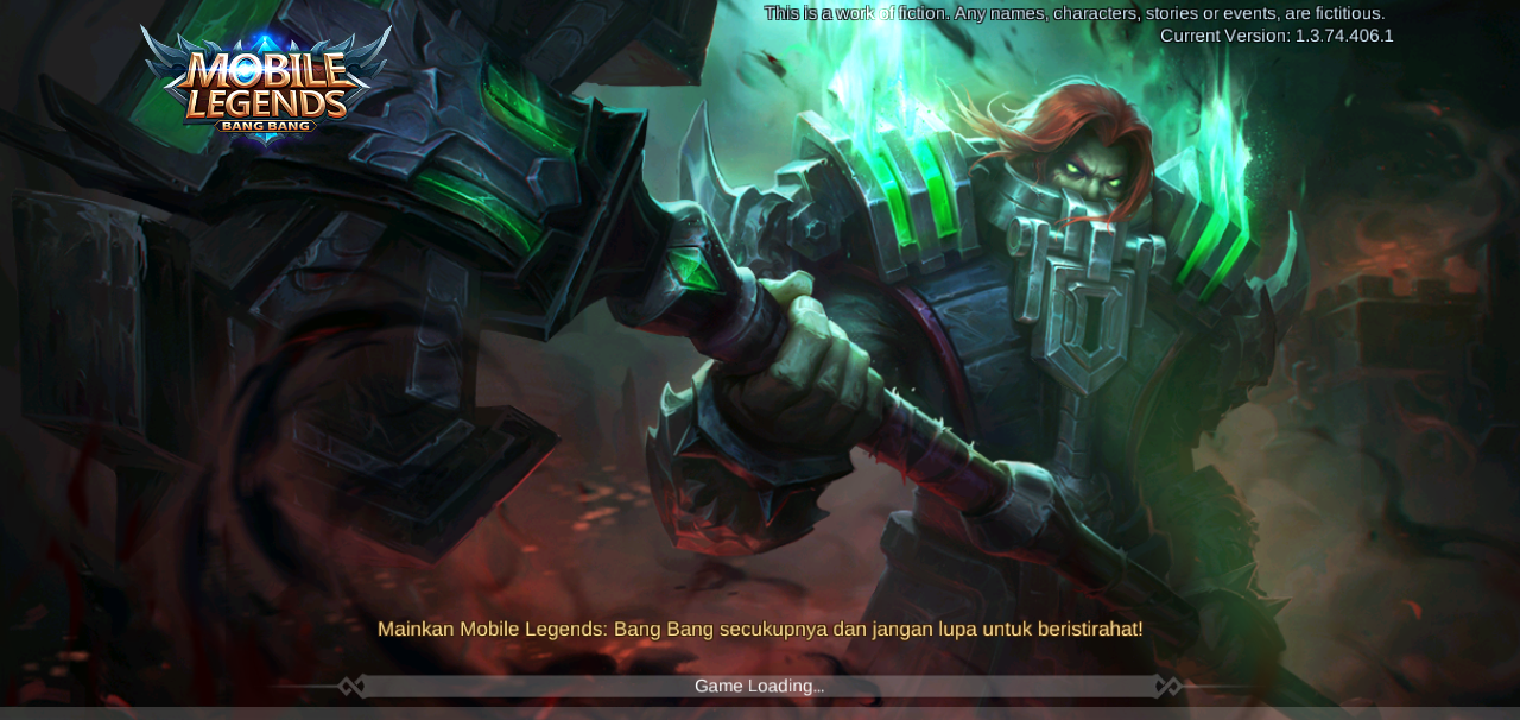 This is a work of fiction. Any names, characters, stories or events, are fictitious.
Current Version: 1.3.74.406.1
MOBILE
LEGENDS
BANG BANG
Mainkan Mobile Legends: Bang Bang secukupnya dan jangan lupa untuk beristirahat!
Game Loading...